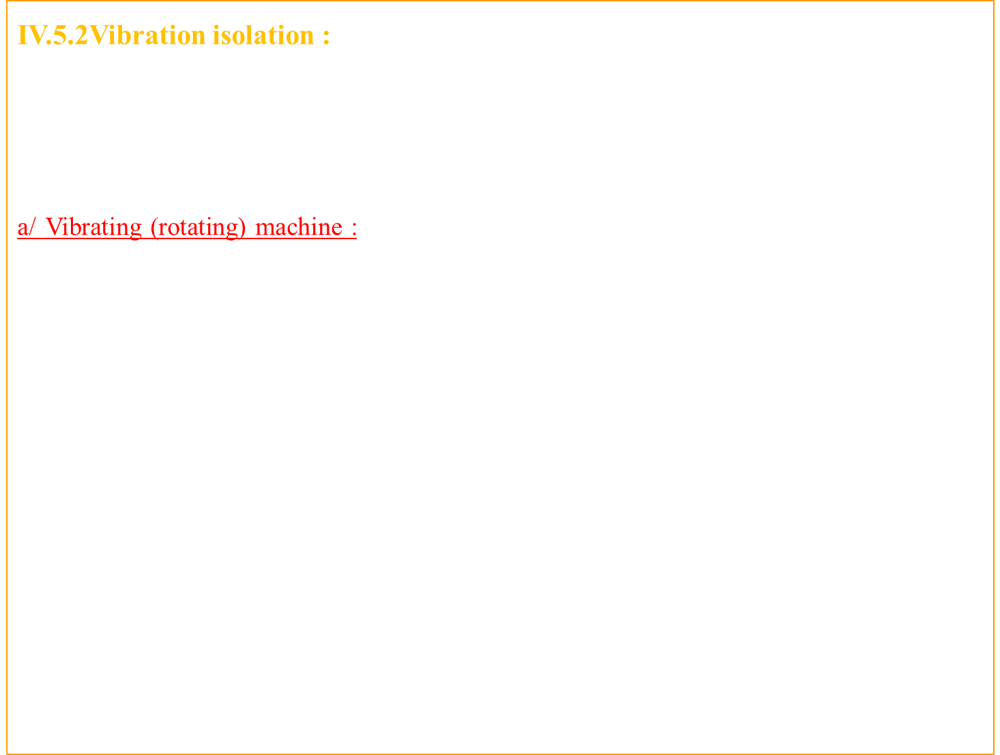 IV.5.2Vibration isolation :
a/ Vibrating (rotating) machine :